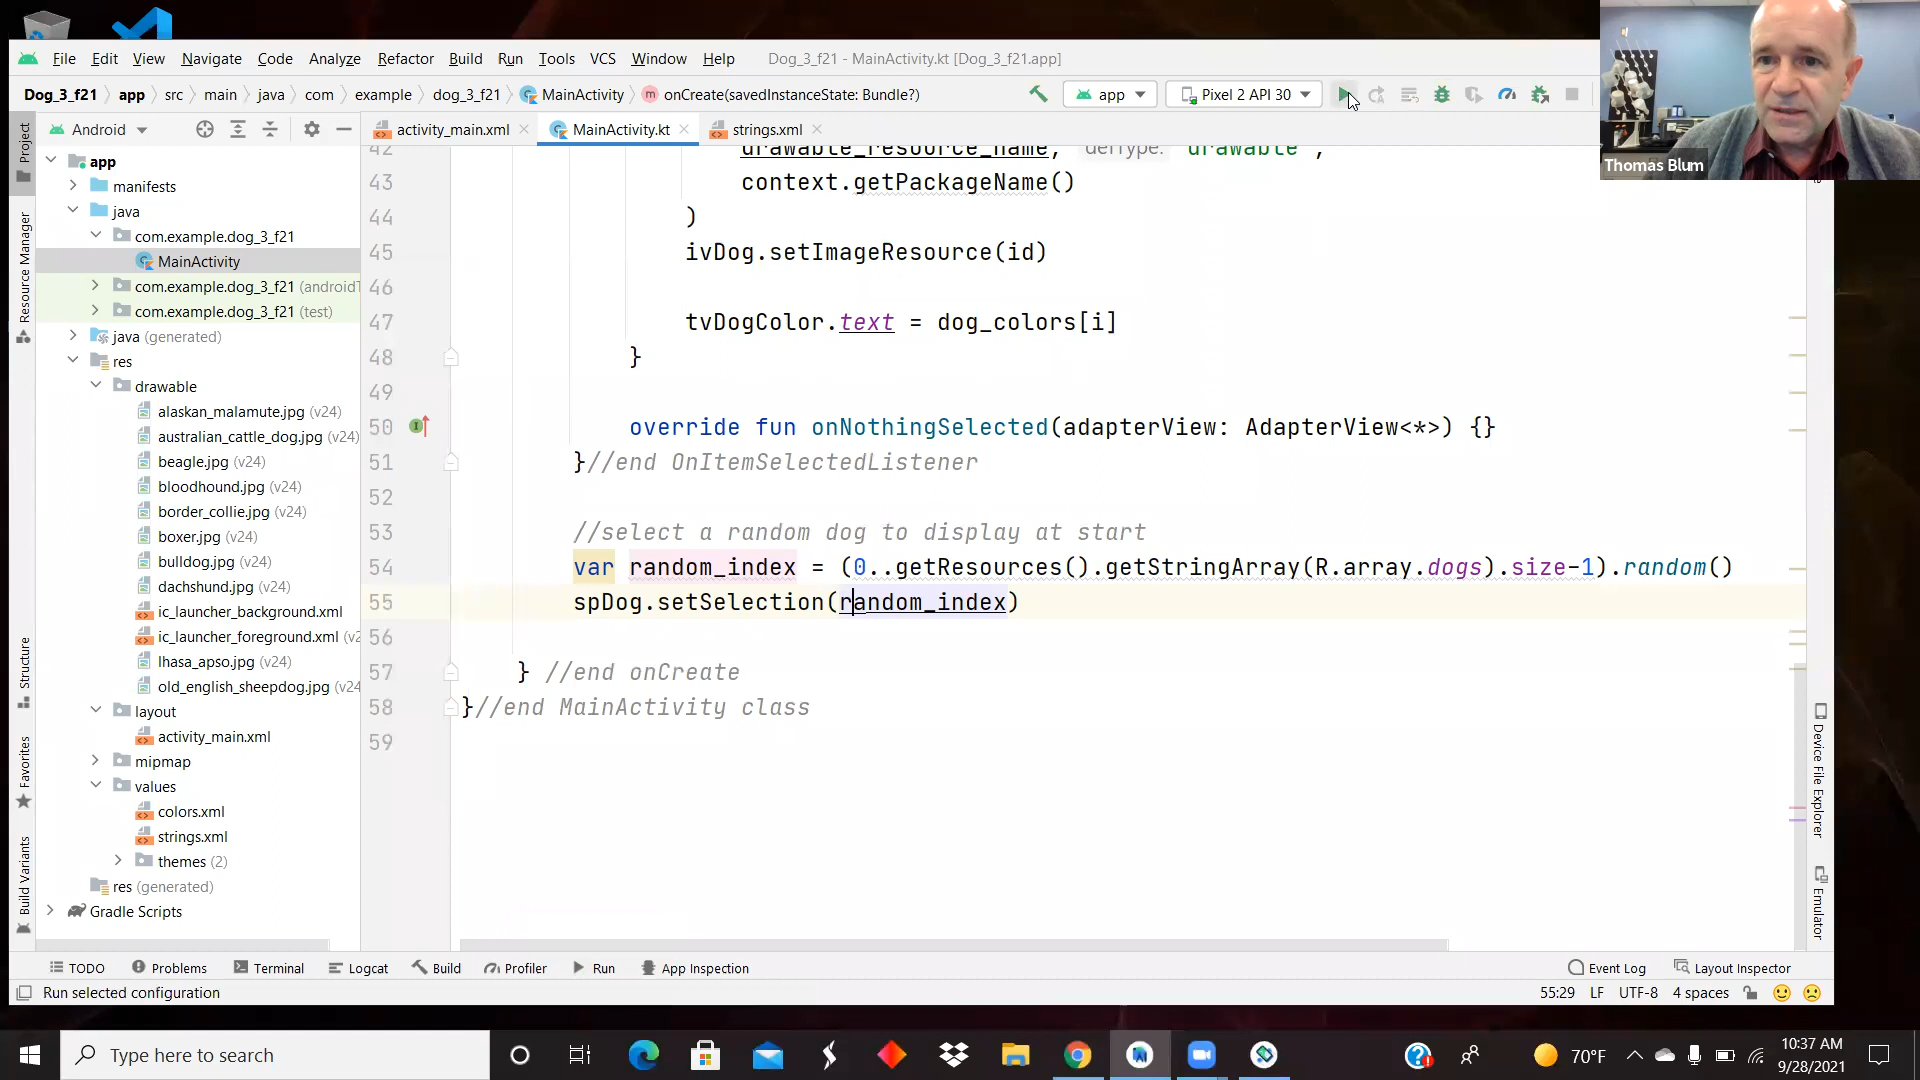 File Edit View Navigate Code Analyze Refactor Build Run Tools VCS Window Help Dog_3_f21 - MainActivity.kt [Dog_3_f21.app]
Dog_3_f21 app src main java com example dog_3_f21 MainActivity onCreate(savedInstanceState: Bundle?) app Pixel 2 API 30
Thomas Blum
Project
Resource Manager
Structure
Favorites
Build Variants
Android
app
manifests
java
com.example.dog_3_f21
MainActivity
com.example.dog_3_f21 (androidT
com.example.dog_3_f21 (test)
java (generated)
res
drawable
alaskan_malamute.jpg (v24)
australian_cattle_dog.jpg (v24)
beagle.jpg (v24)
bloodhound.jpg (v24)
border_collie.jpg (v24)
boxer.jpg (v24)
bulldog.jpg (v24)
dachshund.jpg (v24)
ic_launcher_background.xml
ic_launcher_foreground.xml (v2
lhasa_apso.jpg (v24)
old_english_sheepdog.jpg (v24
layout
activity_main.xml
mipmap
values
colors.xml
strings.xml
themes (2)
res (generated)
Gradle Scripts
activity_main.xml MainActivity.kt strings.xml
42 drawable_resource_name, defType: "drawable",
43 context.getPackageName()
44 )
45 ivDog.setImageResource(id)
46
47 tvDogColor.text = dog_colors[i]
48 }
49
50 override fun onNothingSelected(adapterView: AdapterView<*>) {}
51 }//end OnItemSelectedListener
52
53 //select a random dog to display at start
54 var random_index = (0..getResources().getStringArray(R.array.dogs).size-1).random()
55 spDog.setSelection(random_index)
56
57 } //end onCreate
58 }//end MainActivity class
59
Device File Explorer
Emulator
TODO Problems Terminal Logcat Build Profiler Run App Inspection Event Log Layout Inspector
Run selected configuration 55:29 LF UTF-8 4 spaces
Type here to search 70°F 10:37 AM
9/28/2021